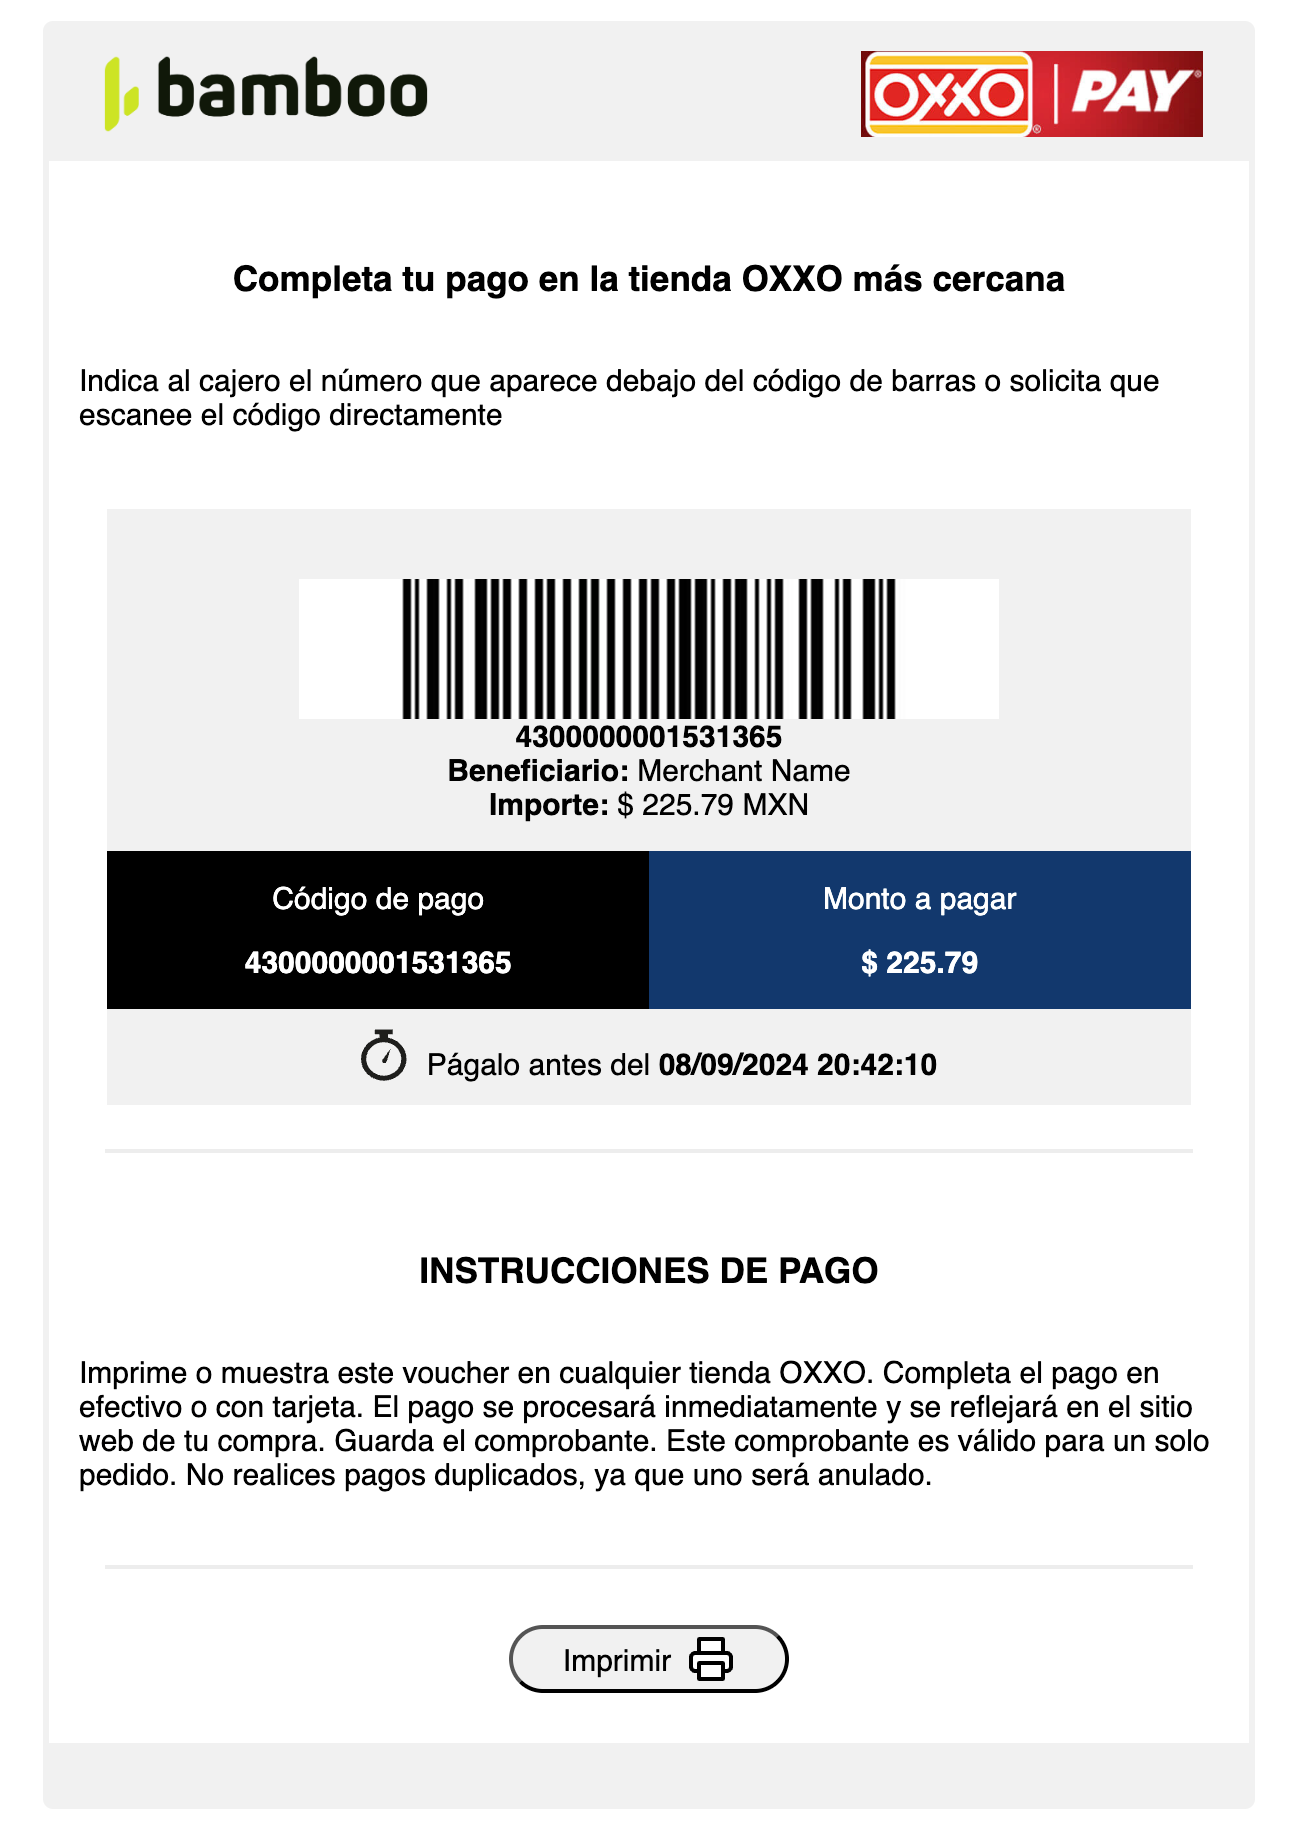 bamboo
OXXO PAY
Completa tu pago en la tienda OXXO más cercana
Indica al cajero el número que aparece debajo del código de barras o solicita que
escanee el código directamente
4300000001531365
Beneficiario: Merchant Name
Importe: $ 225.79 MXN
Código de pago
4300000001531365
Monto a pagar
$ 225.79
Págalo antes del 08/09/2024 20:42:10
INSTRUCCIONES DE PAGO
Imprime o muestra este voucher en cualquier tienda OXXO. Completa el pago en
efectivo o con tarjeta. El pago se procesará inmediatamente y se reflejará en el sitio
web de tu compra. Guarda el comprobante. Este comprobante es válido para un solo
pedido. No realices pagos duplicados, ya que uno será anulado.
Imprimir